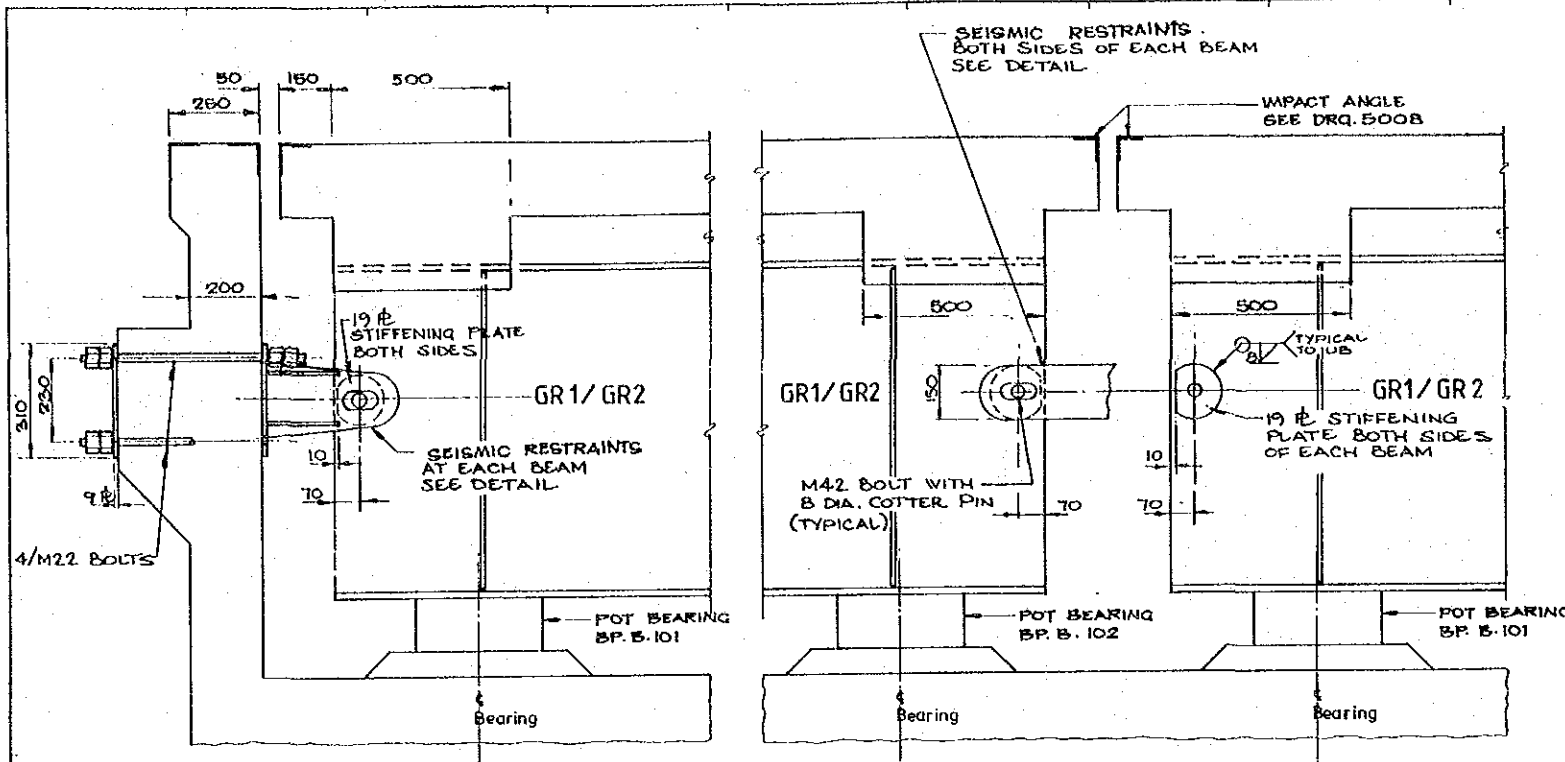 SEISMIC RESTRAINTS.
BOTH SIDES OF EACH BEAM
SEE DETAIL
50
150
500
260
IMPACT ANGLE
SEE DRG. 5008
200
19 ⅊
STIFFENING PLATE
BOTH SIDES
310
230
GR1/GR2
SEISMIC RESTRAINTS
AT EACH BEAM
SEE DETAIL
10
70
9 ⅊
4/M22 BOLTS
POT BEARING
BP. B. 101
℄
Bearing
500
500
GR1/GR2
150
8
TYPICAL
TO UB
GR1/GR2
19 ⅊ STIFFENING
PLATE BOTH SIDES
OF EACH BEAM
M42 BOLT WITH
8 DIA. COTTER PIN
(TYPICAL)
70
10
70
POT BEARING
BP. B. 102
POT BEARING
BP. B. 101
℄
Bearing
℄
Bearing